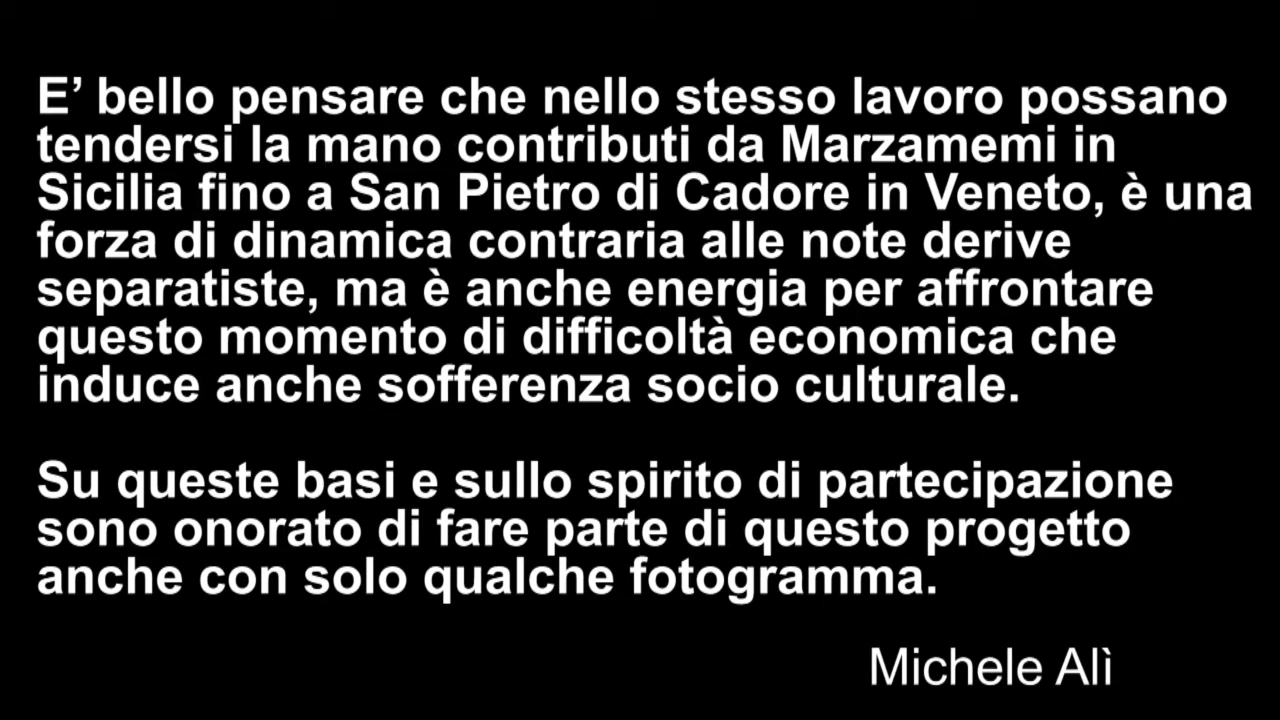 E’ bello pensare che nello stesso lavoro possano
tendersi la mano contributi da Marzamemi in
Sicilia fino a San Pietro di Cadore in Veneto, è una
forza di dinamica contraria alle note derive
separatiste, ma è anche energia per affrontare
questo momento di difficoltà economica che
induce anche sofferenza socio culturale.
Su queste basi e sullo spirito di partecipazione
sono onorato di fare parte di questo progetto
anche con solo qualche fotogramma.
Michele Alì